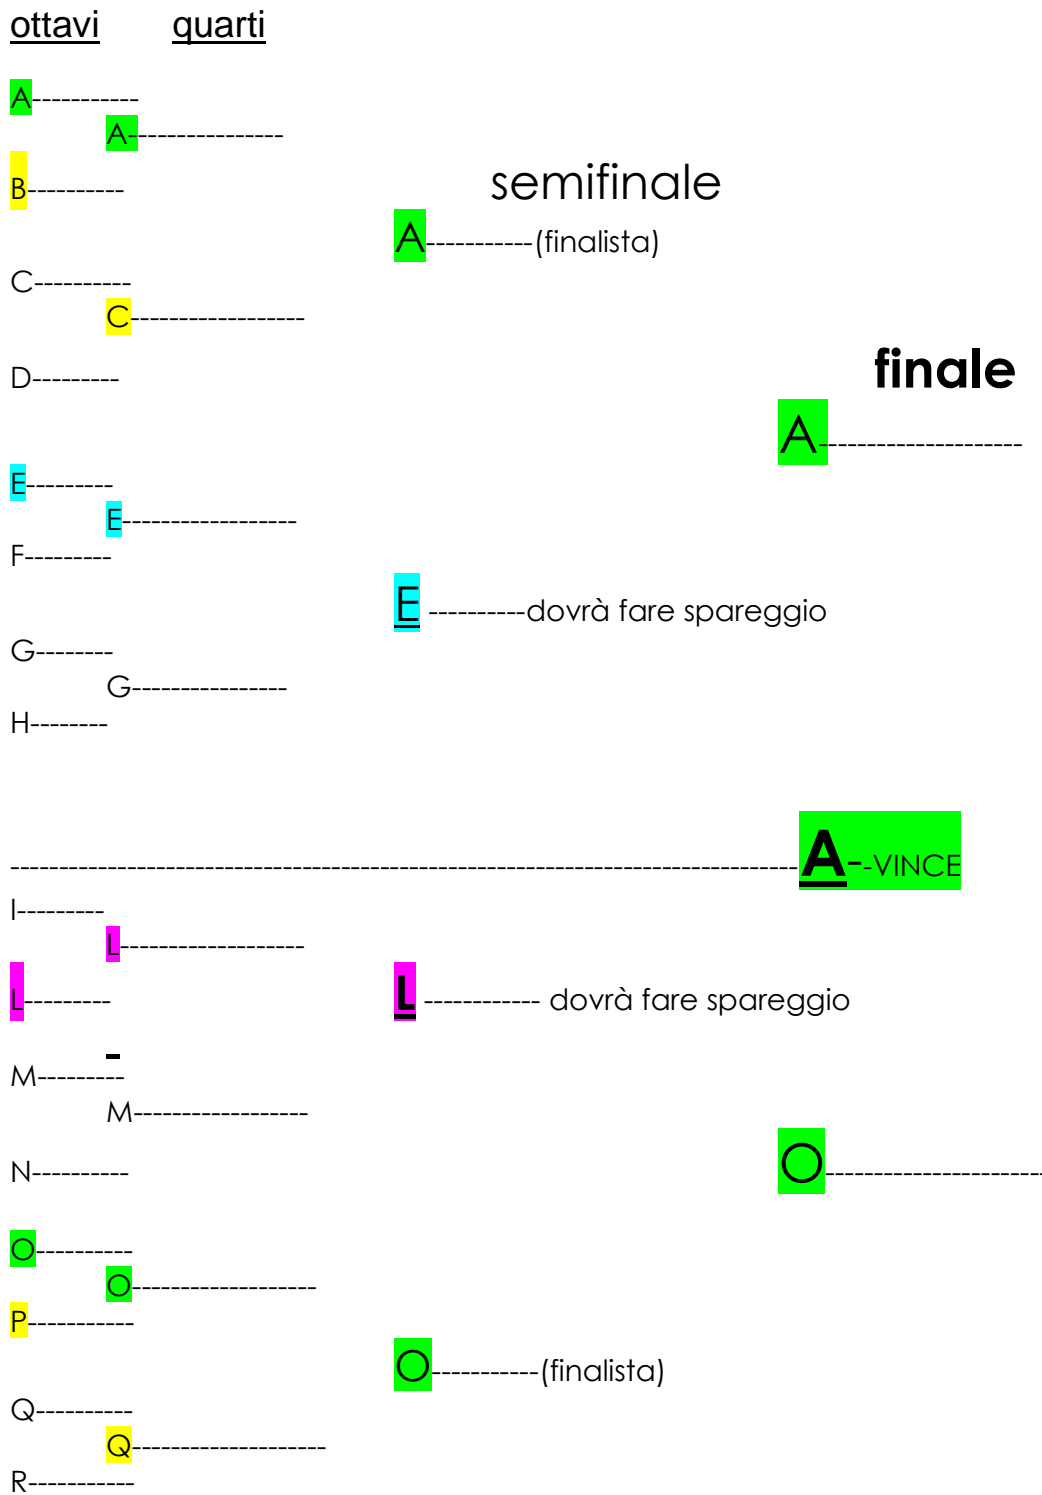 ottavi quarti
A-----------
A----------------
B----------
semifinale
A-----------(finalista)
C----------
C------------------
D---------
finale
A---------------------
E---------
E------------------
F---------
E ----------dovrà fare spareggio
G--------
G----------------
H--------
----------------------------------------------------------------------------------A--VINCE
I---------
L-------------------
L---------
L ------------ dovrà fare spareggio
M---------
M------------------
N----------
O-----------------------
O----------
O-------------------
P-----------
O-----------(finalista)
Q----------
Q--------------------
R-----------